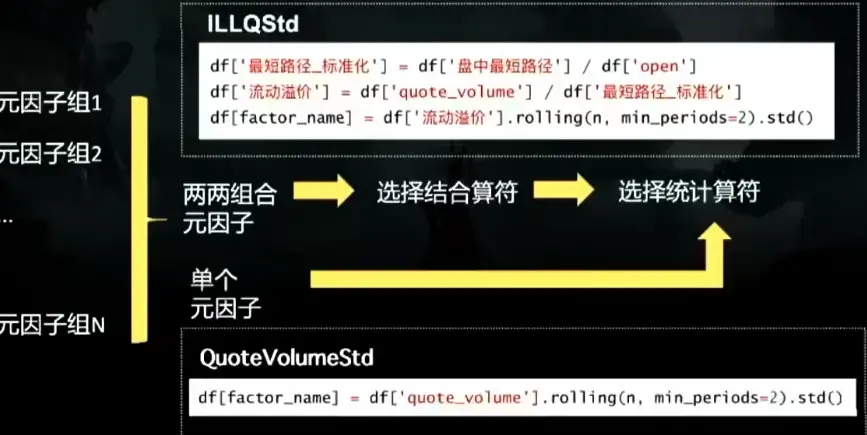 ILLQStd
df['最短路径_标准化'] = df['盘中最短路径'] / df['open']
df['流动溢价'] = df['quote_volume'] / df['最短路径_标准化']
df[factor_name] = df['流动溢价'].rolling(n, min_periods=2).std()
元因子组1
元因子组2
...
元因子组N
两两组合
元因子
选择结合算符
选择统计算符
单个
元因子
QuoteVolumeStd
df[factor_name] = df['quote_volume'].rolling(n, min_periods=2).std()